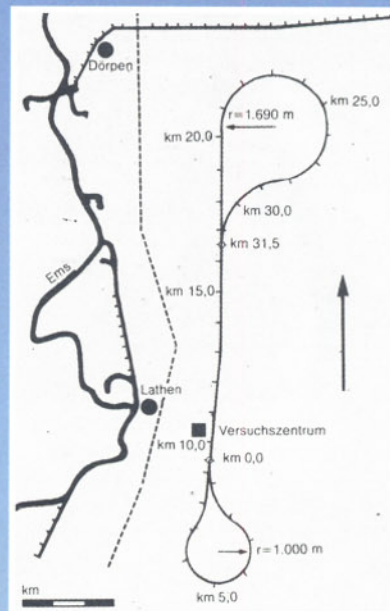 Dörpen
km 25,0
r=1.690 m
km 20,0
km 30,0
km 31,5
Ems
km 15,0
Lathen
Versuchszentrum
km 10,0
km 0,0
r=1.000 m
km
km 5,0